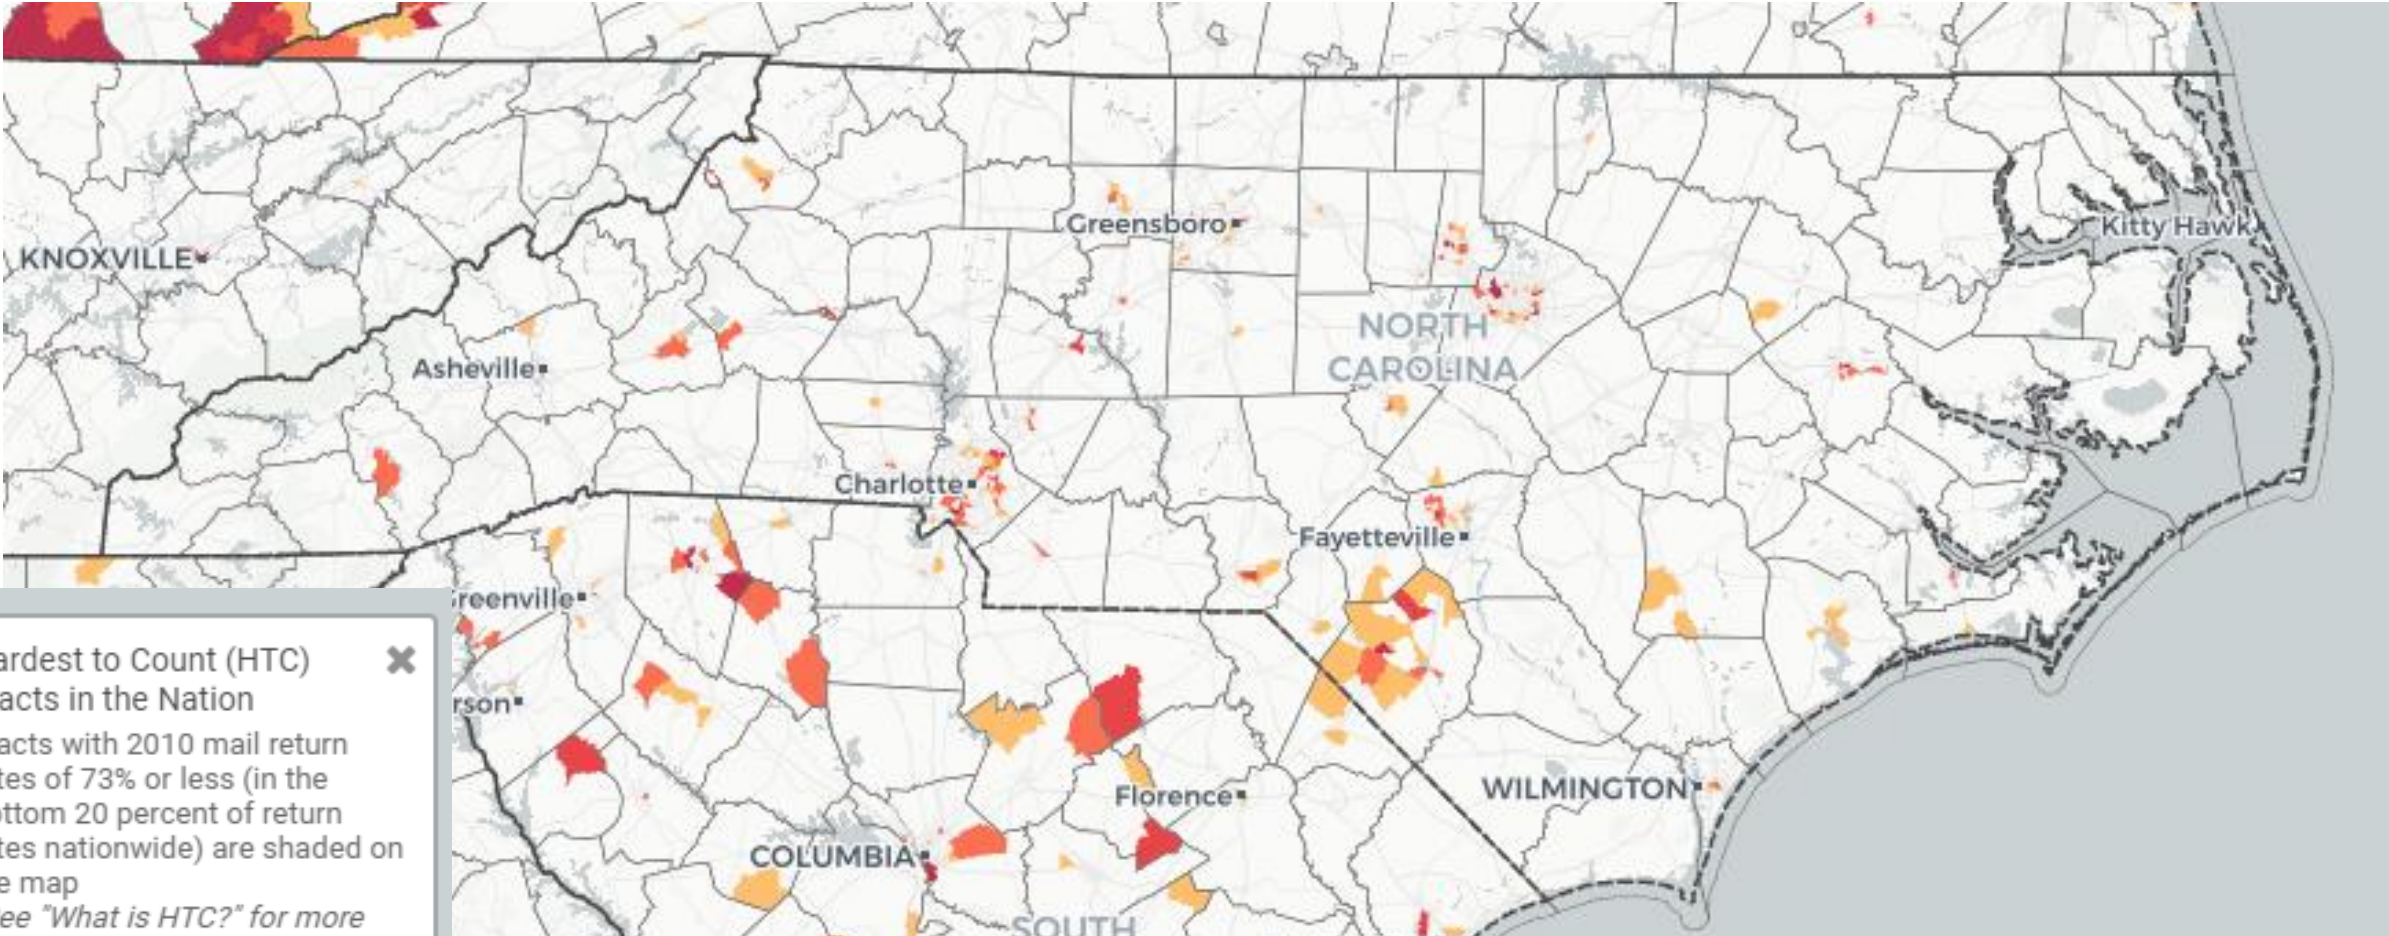 Greensboro
Kitty Hawk
KNOXVILLE
NORTH
CAROLINA
Asheville
Charlotte
Fayetteville
reenville
ardest to Count (HTC)
acts in the Nation
rson
acts with 2010 mail return
tes of 73% or less (in the
ottom 20 percent of return
tes nationwide) are shaded on
e map
ee "What is HTC?" for more
WILMINGTON
Florence
COLUMBIA
SOUTH